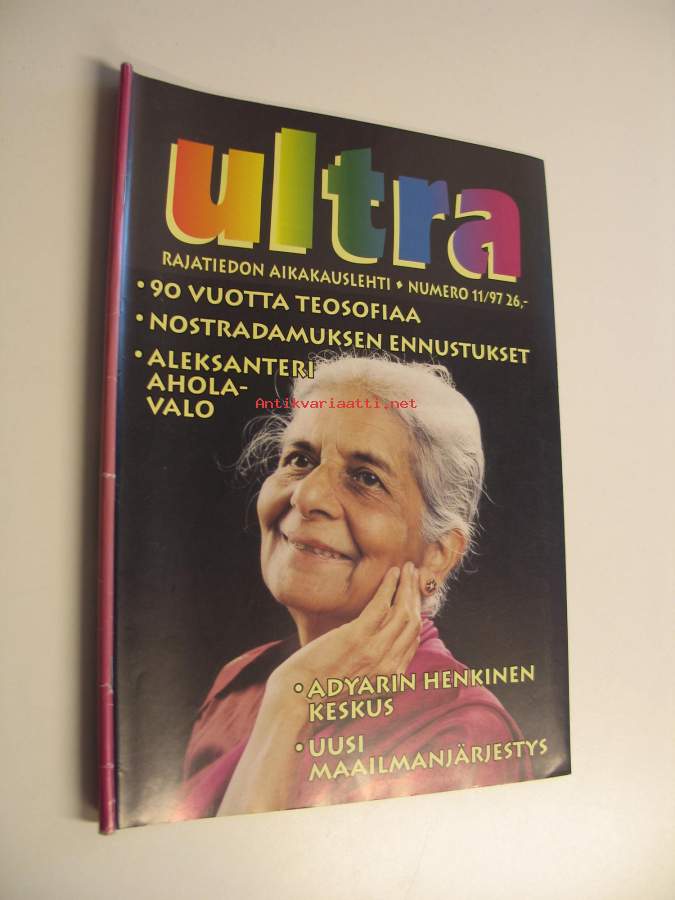 ultra
RAJATIEDON AIKAKAUSLEHTI ♦ NUMERO 11/97 26,-
• 90 VUOTTA TEOSOFIAA
• NOSTRADAMUKSEN ENNUSTUKSET
• ALEKSANTERI
AHOLA-
VALO
Antikvariaatti.net
• ADYARIN HENKINEN
KESKUS
• UUSI
MAAILMANJÄRJESTYS